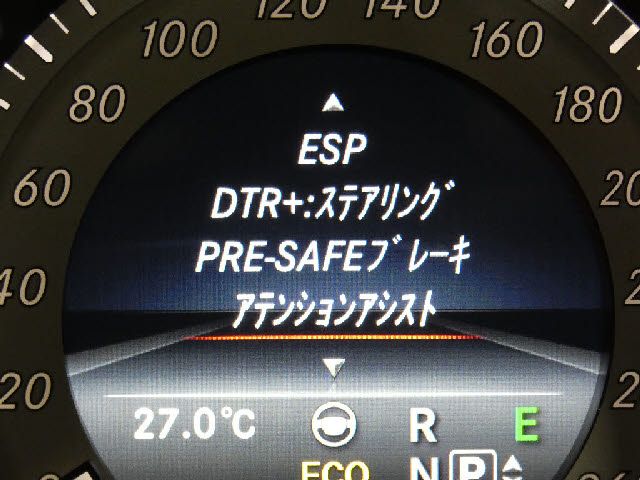 120 140
100 160
80 180
ESP
60 DTR+:ステアリング
PRE-SAFEブレーキ
40 アテンションアシスト
20 27.0℃ R E
ECO N P